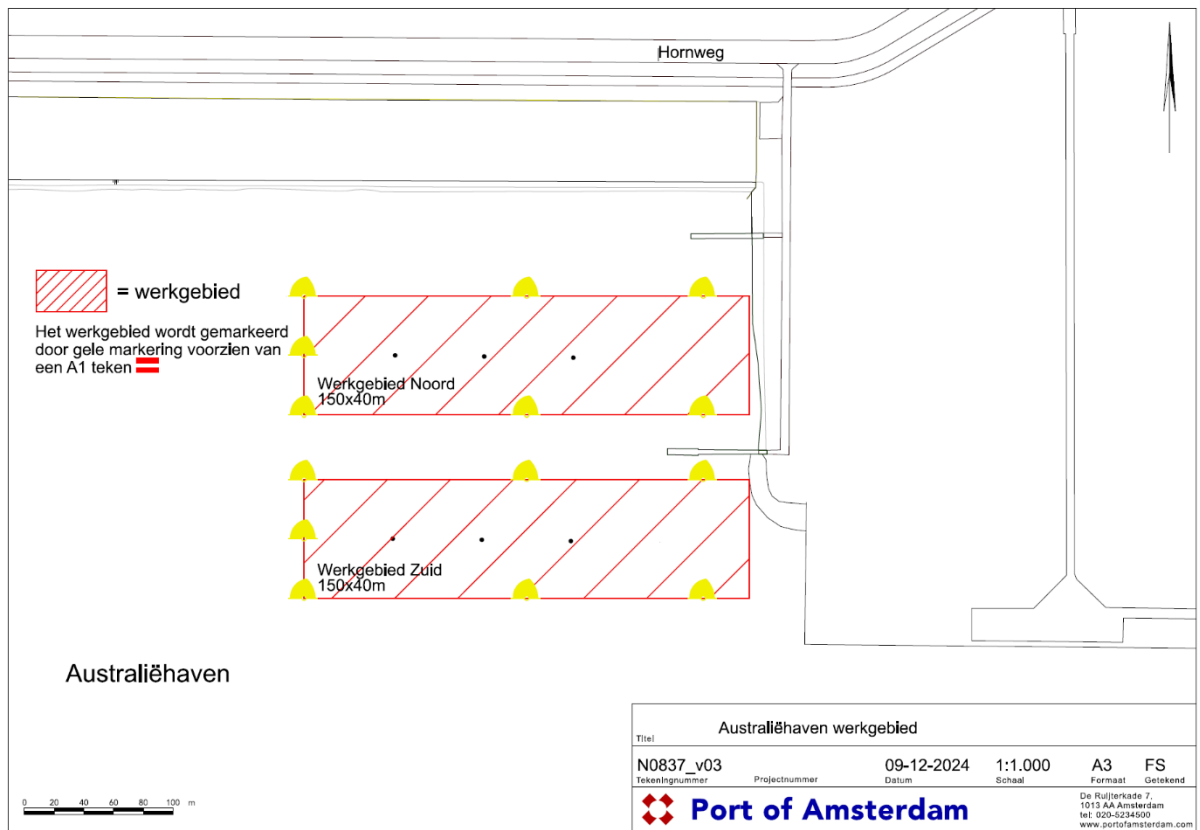 Hornweg
= werkgebied
Het werkgebied wordt gemarkeerd
door gele markering voorzien van
een A1 teken
Werkgebied Noord
150x40m
Werkgebied Zuid
150x40m
Australiëhaven
Titel
Australiëhaven werkgebied
N0837_v03 09-12-2024 1:1.000 A3 FS
Tekeningnummer Projectnummer Datum Schaal Formaat Getekend
Port of Amsterdam
De Ruijterkade 7,
1013 AA Amsterdam
tel: 020-5234500
www.portofamsterdam.com
0 20 40 60 80 100 m